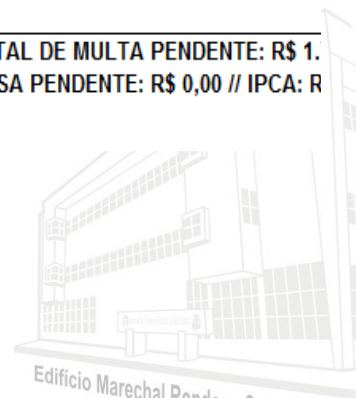 TAL DE MULTA PENDENTE: R$ 1.
SA PENDENTE: R$ 0,00 // IPCA: R
Edifício Marechal